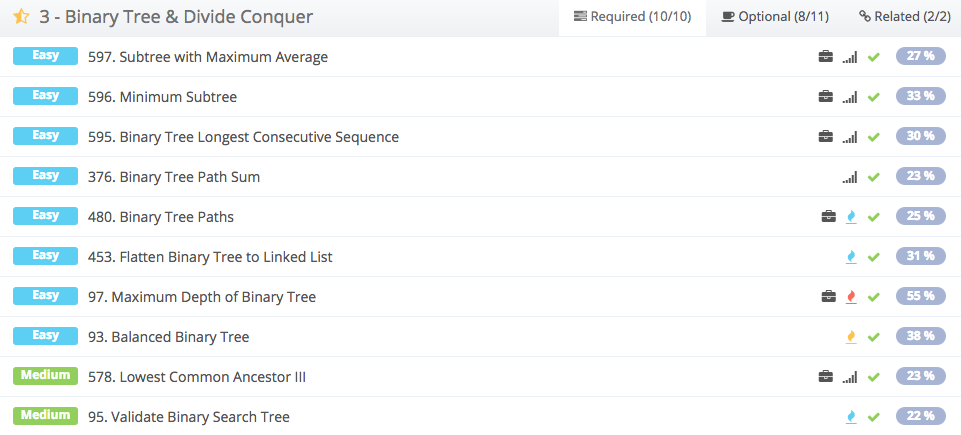 3 - Binary Tree & Divide Conquer Required (10/10) Optional (8/11) Related (2/2)
Easy 597. Subtree with Maximum Average 27 %
Easy 596. Minimum Subtree 33 %
Easy 595. Binary Tree Longest Consecutive Sequence 30 %
Easy 376. Binary Tree Path Sum 23 %
Easy 480. Binary Tree Paths 25 %
Easy 453. Flatten Binary Tree to Linked List 31 %
Easy 97. Maximum Depth of Binary Tree 55 %
Easy 93. Balanced Binary Tree 38 %
Medium 578. Lowest Common Ancestor III 23 %
Medium 95. Validate Binary Search Tree 22 %